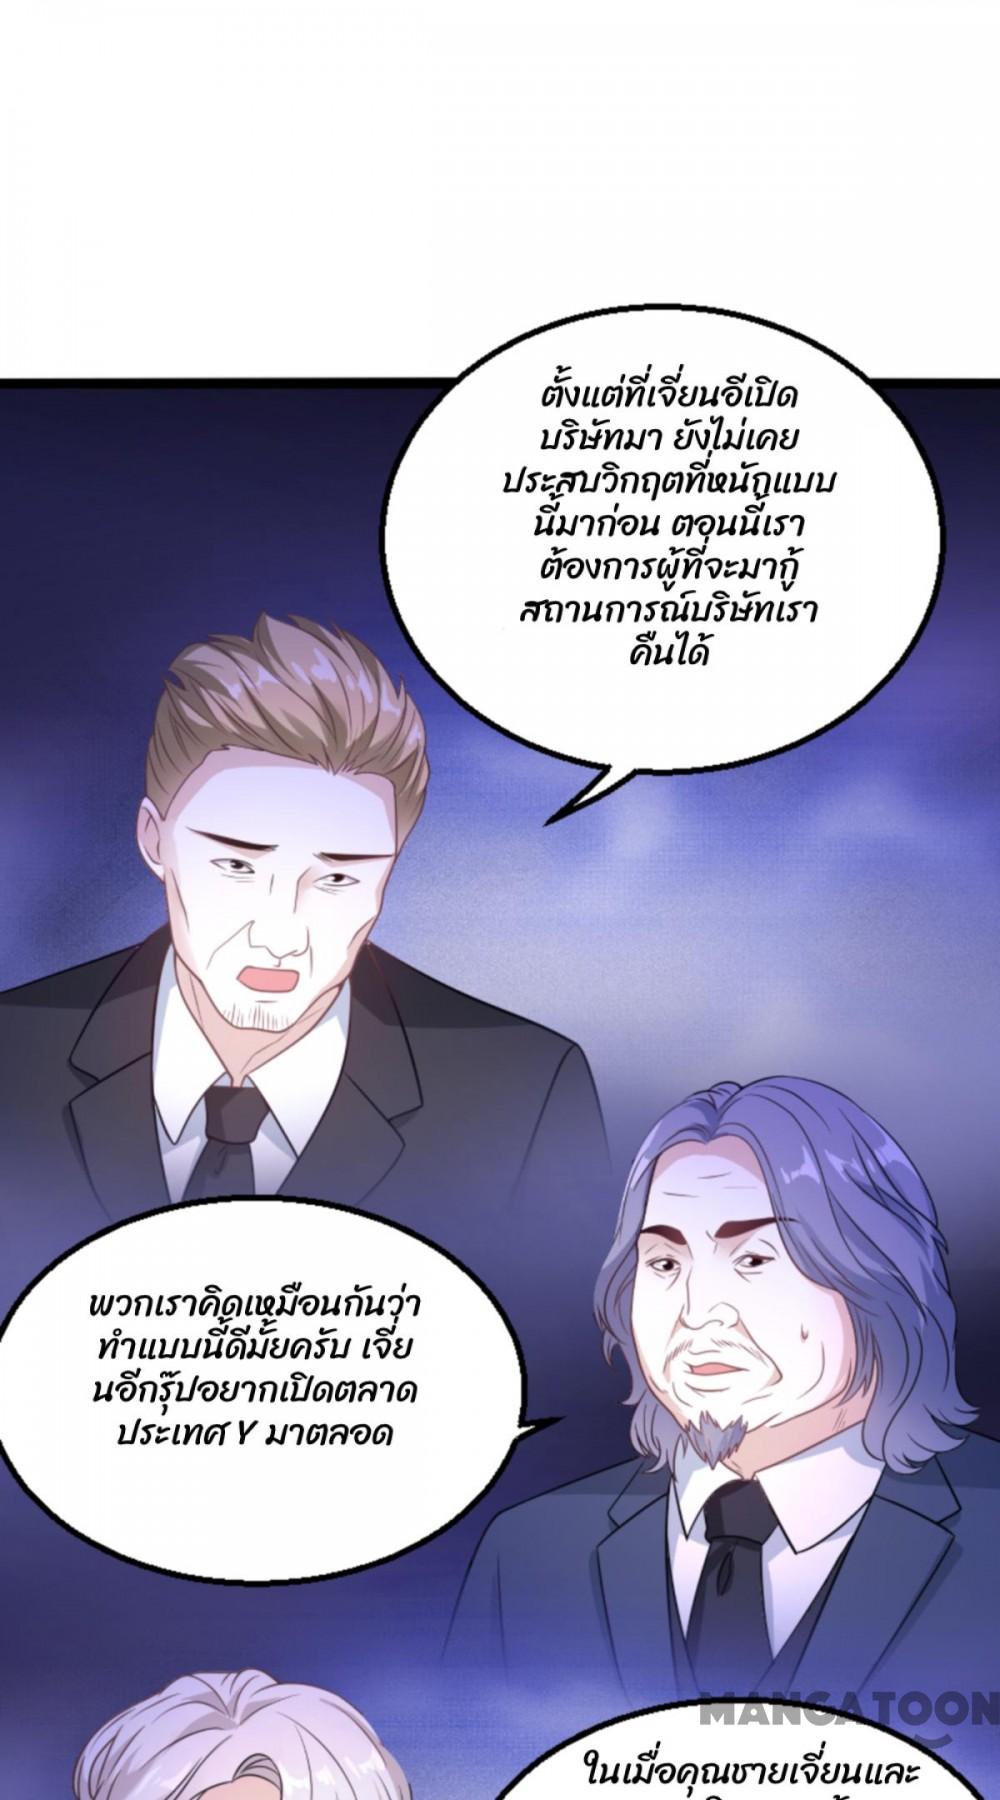 ตั้งแต่ที่เจี่ยนอีเปิด
บริษัทมา ยังไม่เคย
ประสบวิกฤตที่หนักแบบ
นี้มาก่อน ตอนนี้เรา
ต้องการผู้ที่จะมากู้
สถานการณ์บริษัทเรา
คืนได้
พวกเราคิดเหมือนกันว่า
ทำแบบนี้ดีมั้ยครับ เจี่ย
นอีกรุ๊ปอยากเปิดตลาด
ประเทศ Y มาตลอด
MANGATOON
ในเมื่อคุณชายเจี่ยนและ